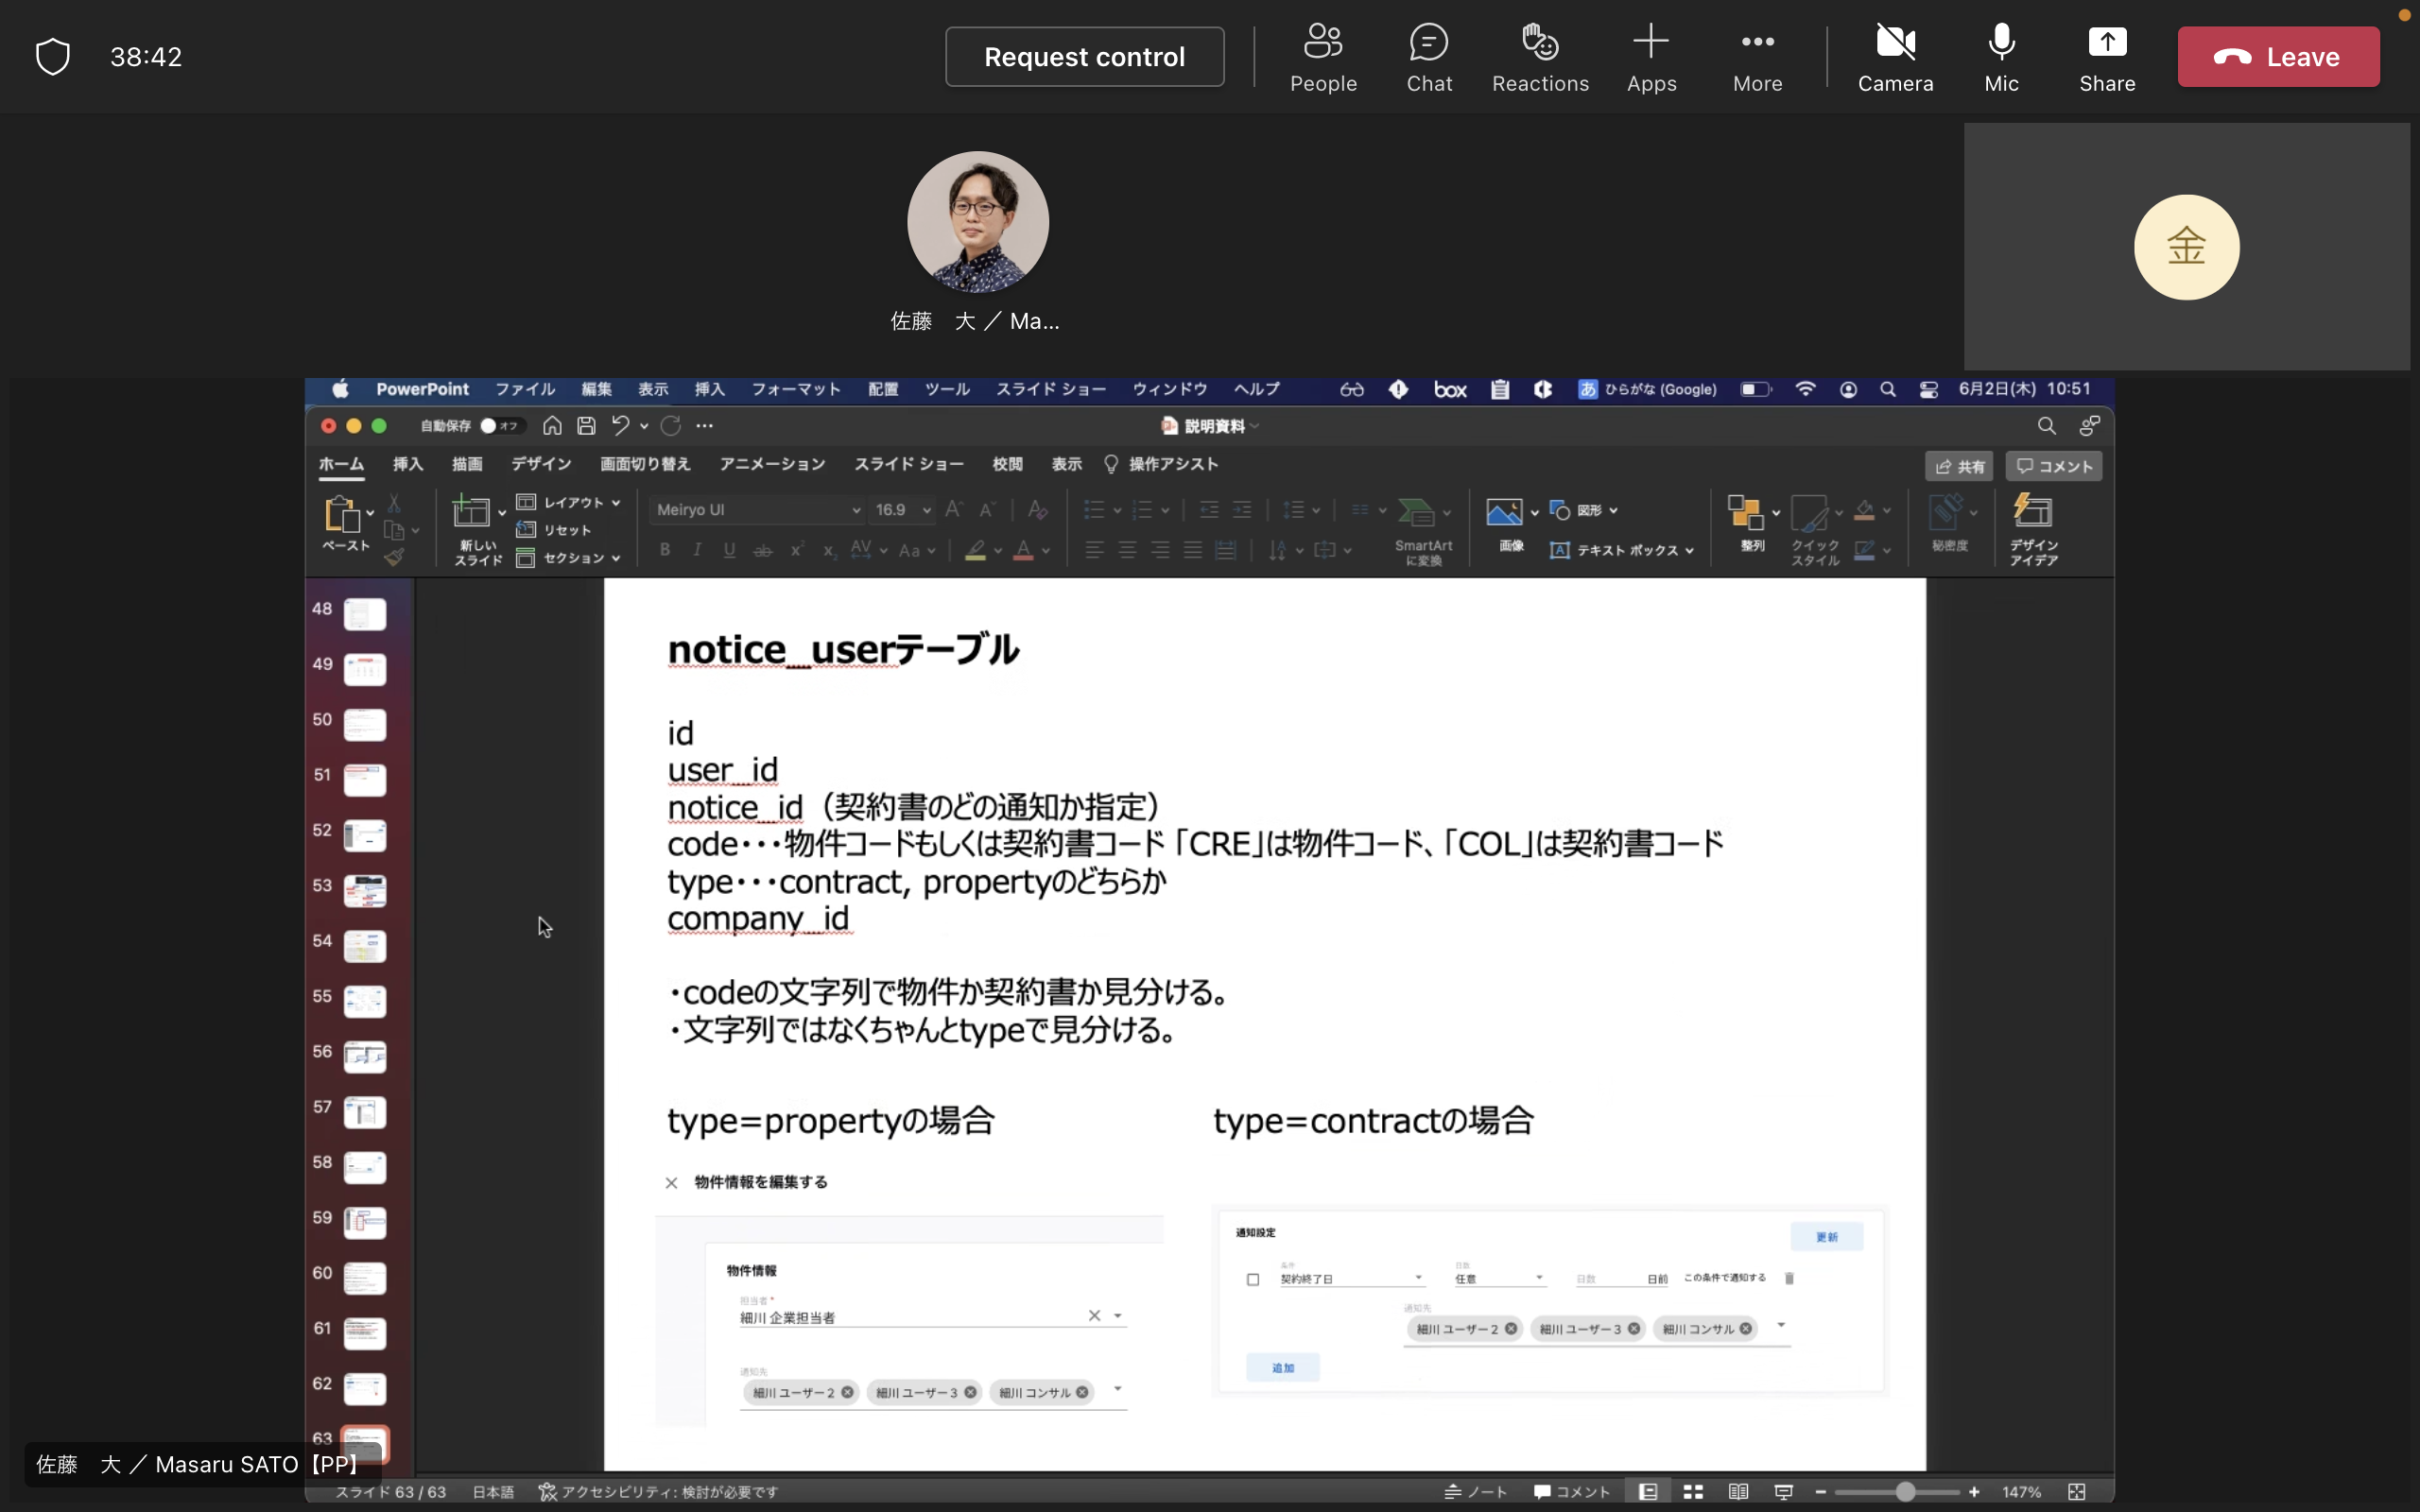 38:42
Request control
People
Chat
Reactions
Apps
More
Camera
Mic
Share
Leave
佐藤　大 ／ Ma...
金
PowerPoint ファイル 編集 表示 挿入 フォーマット 配置 ツール スライド ショー ウィンドウ ヘルプ box あ ひらがな (Google) 6月2日(木) 10:51
自動保存 オフ 説明資料
ホーム 挿入 描画 デザイン 画面切り替え アニメーション スライド ショー 校閲 表示 操作アシスト 共有 コメント
ペースト
新しい
スライド
レイアウト
リセット
セクション
Meiryo UI 16.9
SmartArt
に変換
画像
図形
テキスト ボックス
整列
クイック
スタイル
秘密度
デザイン
アイデア
48
49
50
51
52
53
54
55
56
57
58
59
60
61
62
63
notice_userテーブル
id
user_id
notice_id（契約書のどの通知か指定）
code･･･物件コードもしくは契約書コード「CRE」は物件コード、「COL」は契約書コード
type･･･contract, propertyのどちらか
company_id
・codeの文字列で物件か契約書か見分ける。
・文字列ではなくちゃんとtypeで見分ける。
type=propertyの場合
type=contractの場合
物件情報を編集する
物件情報
担当者 *
細川 企業担当者
通知先
細川 ユーザー 2 細川 ユーザー 3 細川 コンサル
通知設定
更新
条件
契約終了日
日数
任意
日数
日前
この条件で通知する
通知先
細川 ユーザー 2 細川 ユーザー 3 細川 コンサル
追加
佐藤　大 ／ Masaru SATO【PP】
スライド 63 / 63 日本語 アクセシビリティ: 検討が必要です ノート コメント 147%